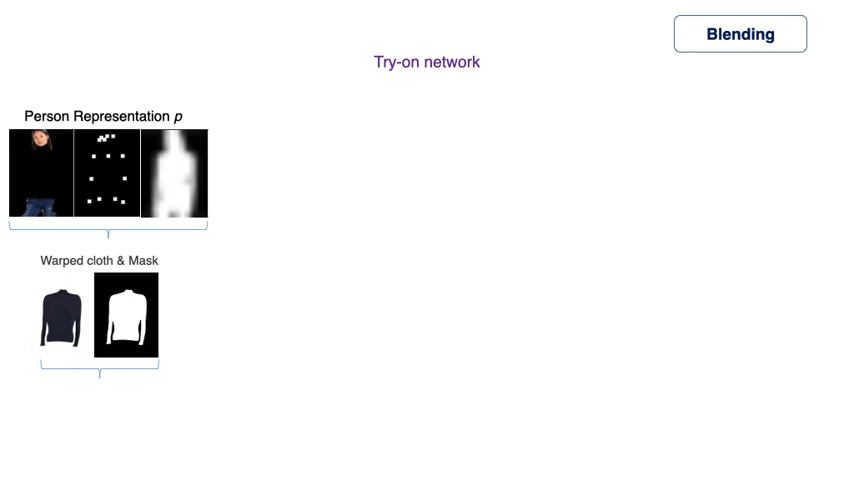 Blending
Try-on network
Person Representation p
Warped cloth & Mask